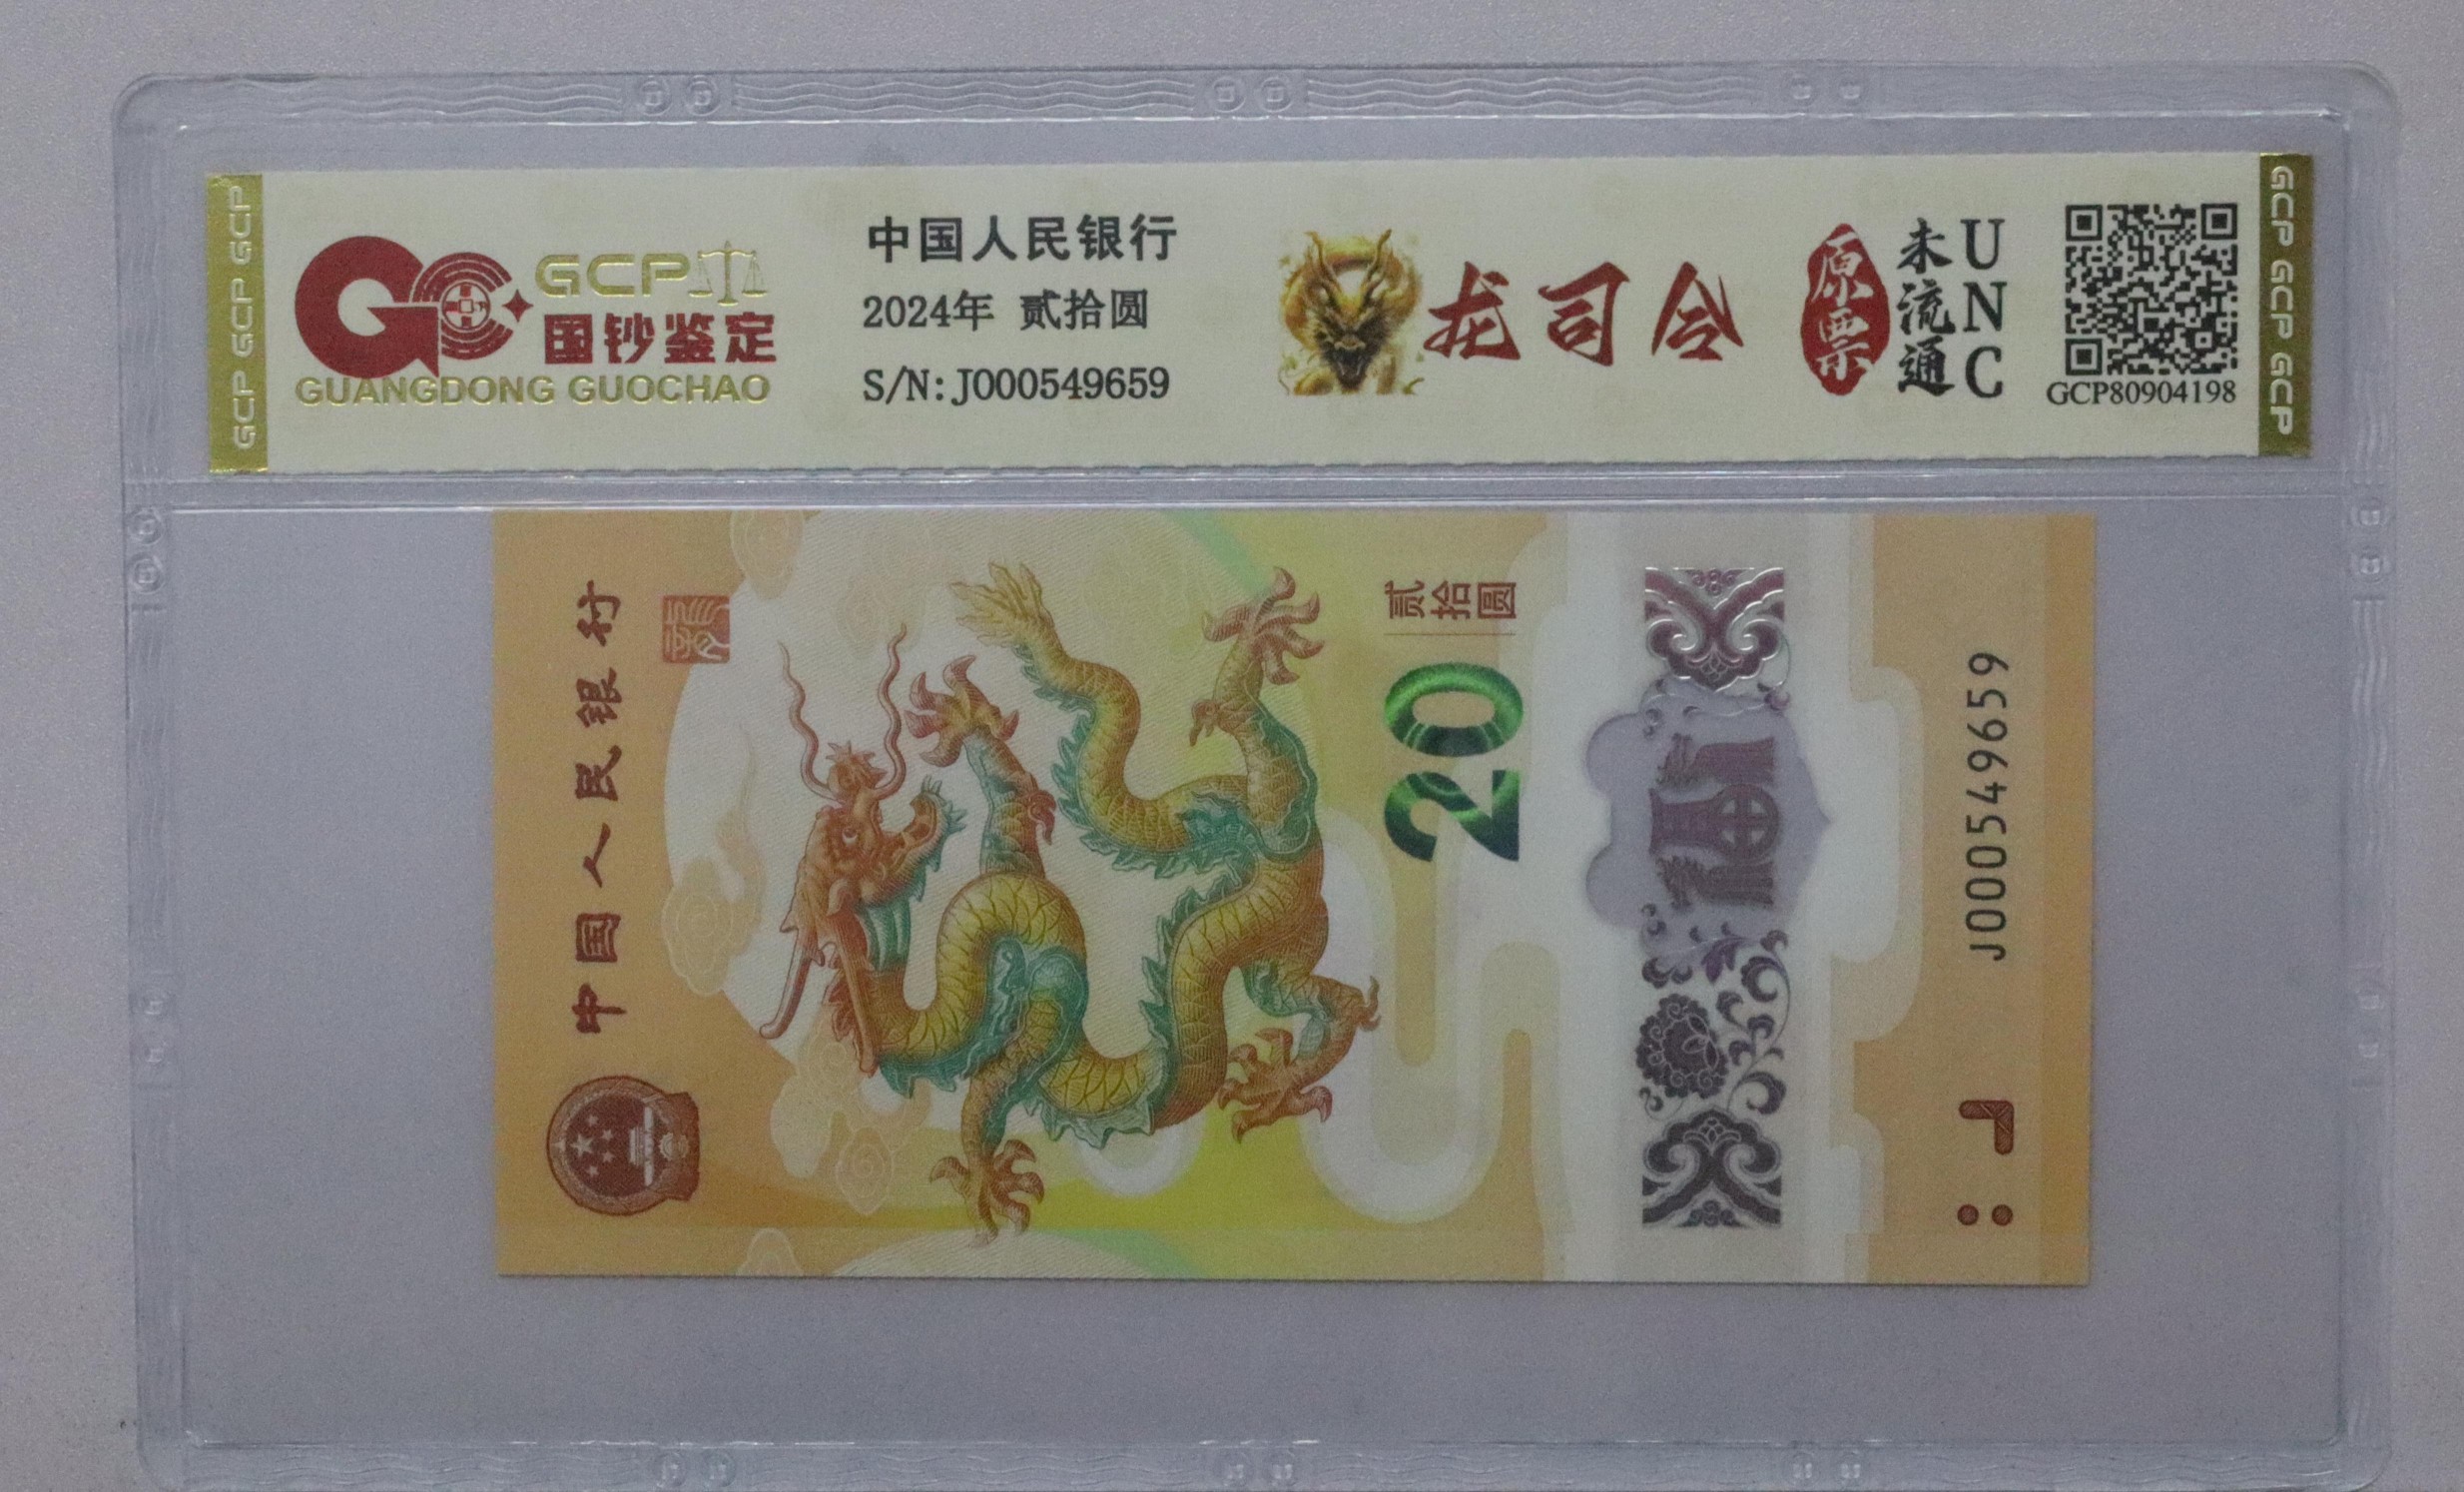 GCP GCP GCP
GCP
国钞鉴定
GUANGDONG GUOCHAO
中国人民银行
2024年 贰拾圆
S/N:J000549659
龙司令
原票
未流通
UNC
GCP80904198
GCP GCP GCP
中国人民银行
贰拾圆
20
J000549659